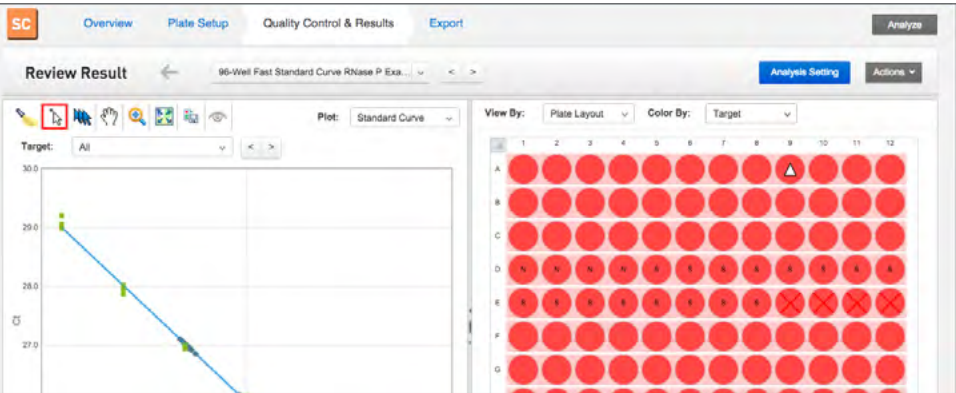 SC Overview Plate Setup Quality Control & Results Export Analyze
Review Result 96-Well Fast Standard Curve RNase P Exa... < > Analysis Setting Actions
Plot: Standard Curve
Target: All < >
30.0
29.0
28.0
Ct
27.0
View By: Plate Layout Color By: Target
1 2 3 4 5 6 7 8 9 10 11 12
A
B
C
D N N N N S S S S S S S S
E S S S S S S S S
F
G